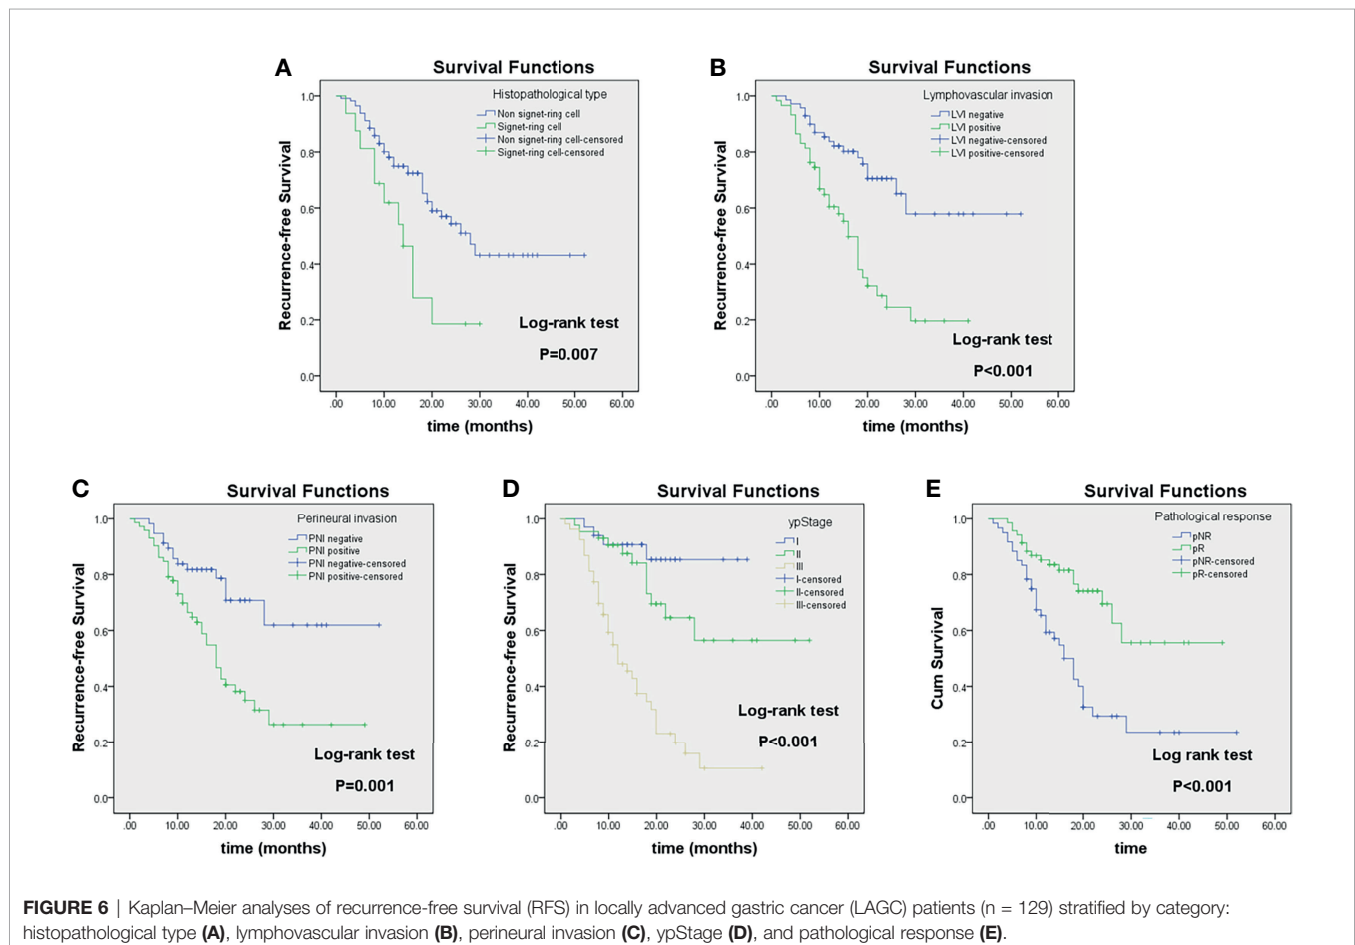 A
Survival Functions
Histopathological type
Non signet-ring cell
Signet-ring cell
Non signet-ring cell-censored
Signet-ring cell-censored
1.0
0.8
0.6
0.4
0.2
0.0
Recurrence-free Survival
Log-rank test
P=0.007
.00 10.00 20.00 30.00 40.00 50.00 60.00
time (months)
B
Survival Functions
Lymphovascular invasion
LVI negative
LVI positive
LVI negative-censored
LVI positive-censored
1.0
0.8
0.6
0.4
0.2
0.0
Recurrence-free Survival
Log-rank test
P<0.001
.00 10.00 20.00 30.00 40.00 50.00 60.00
time (months)
C
Survival Functions
Perineural invasion
PNI negative
PNI positive
PNI negative-censored
PNI positive-censored
1.0
0.8
0.6
0.4
0.2
0.0
Recurrence-free Survival
Log-rank test
P=0.001
.00 10.00 20.00 30.00 40.00 50.00 60.00
time (months)
D
Survival Functions
ypStage
I
II
III
I-censored
II-censored
III-censored
1.0
0.8
0.6
0.4
0.2
0.0
Recurrence-free Survival
Log-rank test
P<0.001
.00 10.00 20.00 30.00 40.00 50.00 60.00
time (months)
E
Survival Functions
Pathological response
pNR
pR
pNR-censored
pR-censored
1.0
0.8
0.6
0.4
0.2
0.0
Cum Survival
Log rank test
P<0.001
.00 10.00 20.00 30.00 40.00 50.00 60.00
time
FIGURE 6 | Kaplan–Meier analyses of recurrence-free survival (RFS) in locally advanced gastric cancer (LAGC) patients (n = 129) stratified by category:
histopathological type (A), lymphovascular invasion (B), perineural invasion (C), ypStage (D), and pathological response (E).